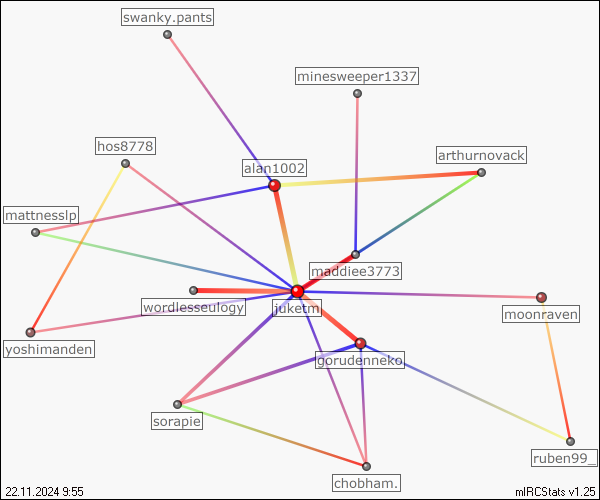 swanky.pants
minesweeper1337
hos8778
arthurnovack
alan1002
mattnesslp
maddiee3773
wordlesseulogy
juketm
moonraven
yoshimanden
gorudenneko
sorapie
ruben99_
chobham.
22.11.2024 9:55
mIRCStats v1.25